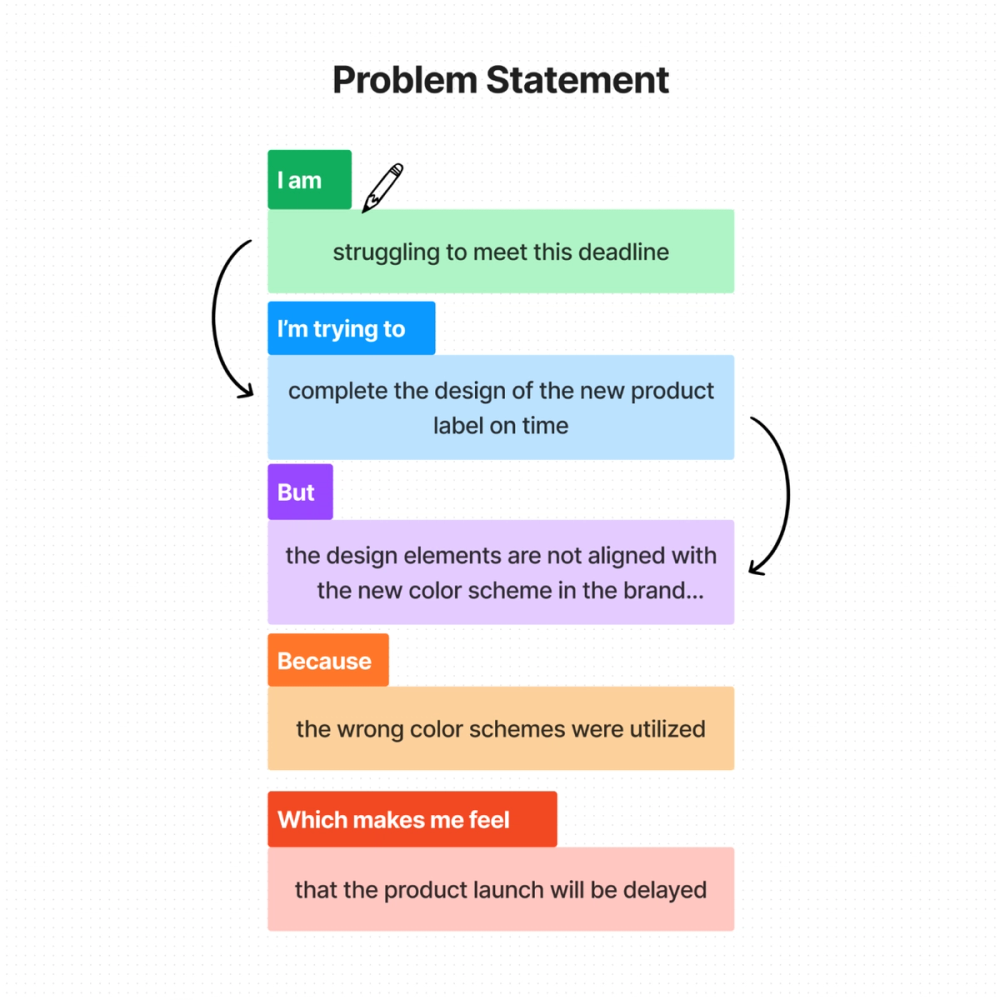 Problem Statement
I am
struggling to meet this deadline
I’m trying to
complete the design of the new product
label on time
But
the design elements are not aligned with
the new color scheme in the brand...
Because
the wrong color schemes were utilized
Which makes me feel
that the product launch will be delayed